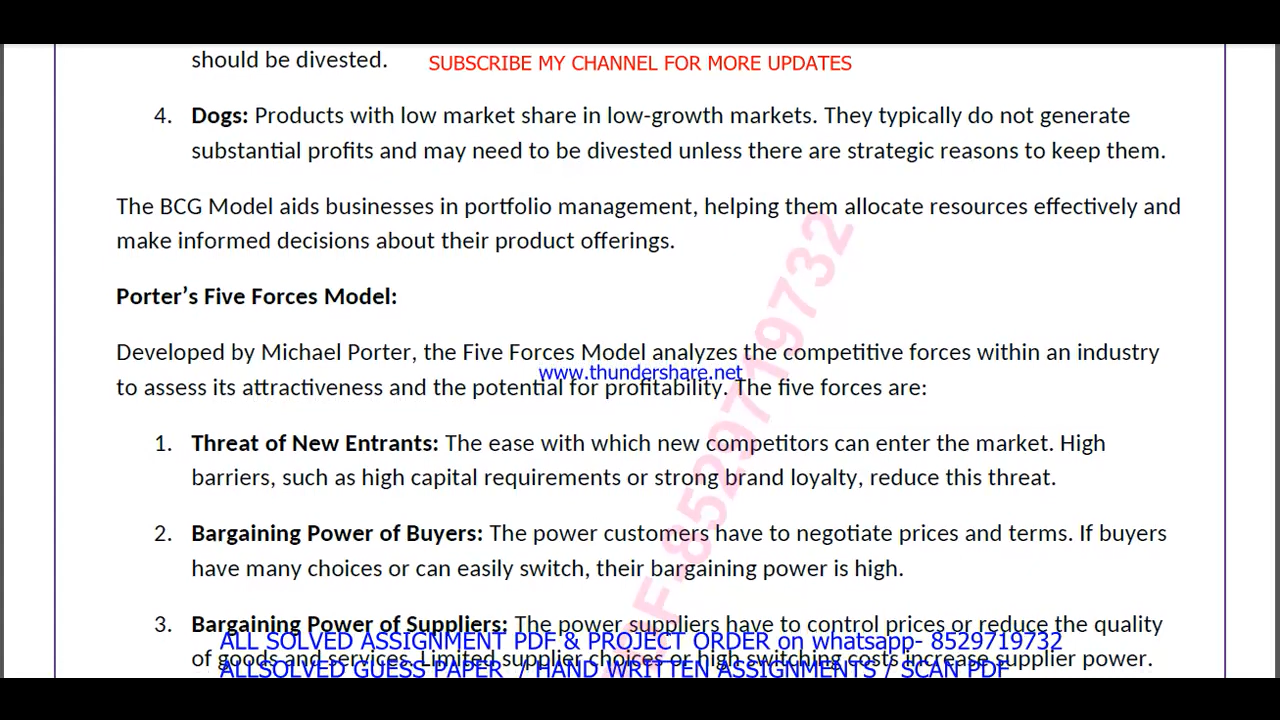 should be divested.
SUBSCRIBE MY CHANNEL FOR MORE UPDATES
4. Dogs: Products with low market share in low-growth markets. They typically do not generate
substantial profits and may need to be divested unless there are strategic reasons to keep them.
The BCG Model aids businesses in portfolio management, helping them allocate resources effectively and
make informed decisions about their product offerings.
Porter’s Five Forces Model:
Developed by Michael Porter, the Five Forces Model analyzes the competitive forces within an industry
www.thundershare.net
to assess its attractiveness and the potential for profitability. The five forces are:
1. Threat of New Entrants: The ease with which new competitors can enter the market. High
barriers, such as high capital requirements or strong brand loyalty, reduce this threat.
2. Bargaining Power of Buyers: The power customers have to negotiate prices and terms. If buyers
have many choices or can easily switch, their bargaining power is high.
3. Bargaining Power of Suppliers: The power suppliers have to control prices or reduce the quality
ALL SOLVED ASSIGNMENT PDF & PROJECT ORDER on whatsapp- 8529719732
of goods and services. Limited supplier choices or high switching costs increase supplier power.
ALLSOLVED GUESS PAPER / HAND WRITTEN ASSIGNMENTS / SCAN PDF
F-8529719732